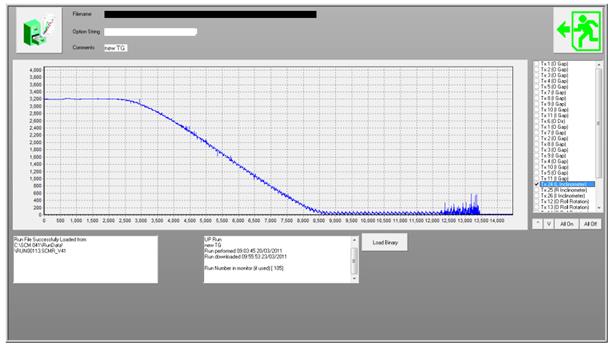 Filename
Option String
Comments new TG
4,000
3,800
3,600
3,400
3,200
3,000
2,800
2,600
2,400
2,200
2,000
1,800
1,600
1,400
1,200
1,000
800
600
400
200
0
0 500 1,000 1,500 2,000 2,500 3,000 3,500 4,000 4,500 5,000 5,500 6,000 6,500 7,000 7,500 8,000 8,500 9,000 9,500 10,000 10,500 11,000 11,500 12,000 12,500 13,000 13,500 14,000
Tx 1 (O Gap)
Tx 2 (O Gap)
Tx 3 (O Gap)
Tx 4 (O Gap)
Tx 5 (O Gap)
Tx 7 (I Gap)
Tx 8 (I Gap)
Tx 9 (I Gap)
Tx 10 (I Gap)
Tx 11 (I Gap)
Tx 6 (O Dir)
Tx 1 (O Gap)
Tx 7 (I Gap)
Tx 2 (O Gap)
Tx 8 (I Gap)
Tx 3 (O Gap)
Tx 9 (I Gap)
Tx 4 (O Gap)
Tx 10 (I Gap)
Tx 5 (O Gap)
Tx 11 (I Gap)
Tx 24 (L Inclinometer)
Tx 25 (R Inclinometer)
Tx 26 (I Inclinometer)
Tx 12 (O Roll Rotation)
Tx 13 (O Roll Rotation)
^ V All On All Off
Run File Successfully Loaded from
C:\SCM 041\RunData\
\RUN00113.SCMR_V41
UP Run
new TG
Run performed 09:03:45 20/03/2011
Run downloaded 09:55:53 23/03/2011
Run Number in monitor (if used) [ 105]
Load Binary